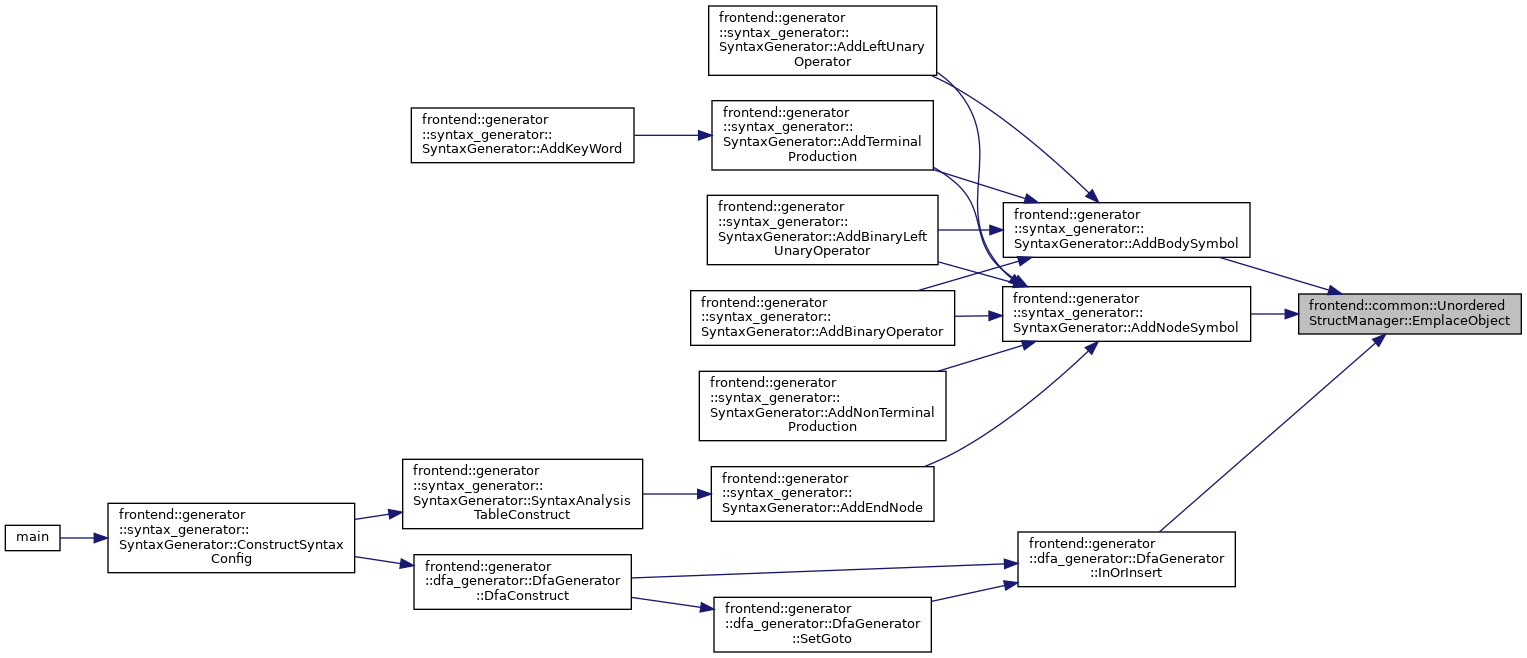 frontend::generator
::syntax_generator::
SyntaxGenerator::AddLeftUnary
Operator
frontend::generator
::syntax_generator::
SyntaxGenerator::AddKeyWord
frontend::generator
::syntax_generator::
SyntaxGenerator::AddTerminal
Production
frontend::generator
::syntax_generator::
SyntaxGenerator::AddBinaryLeft
UnaryOperator
frontend::generator
::syntax_generator::
SyntaxGenerator::AddBodySymbol
frontend::generator
::syntax_generator::
SyntaxGenerator::AddBinaryOperator
frontend::generator
::syntax_generator::
SyntaxGenerator::AddNodeSymbol
frontend::common::Unordered
StructManager::EmplaceObject
frontend::generator
::syntax_generator::
SyntaxGenerator::AddNonTerminal
Production
frontend::generator
::syntax_generator::
SyntaxGenerator::SyntaxAnalysis
TableConstruct
frontend::generator
::syntax_generator::
SyntaxGenerator::AddEndNode
main
frontend::generator
::syntax_generator::
SyntaxGenerator::ConstructSyntax
Config
frontend::generator
::dfa_generator::DfaGenerator
::InOrInsert
frontend::generator
::dfa_generator::DfaGenerator
::DfaConstruct
frontend::generator
::dfa_generator::DfaGenerator
::SetGoto